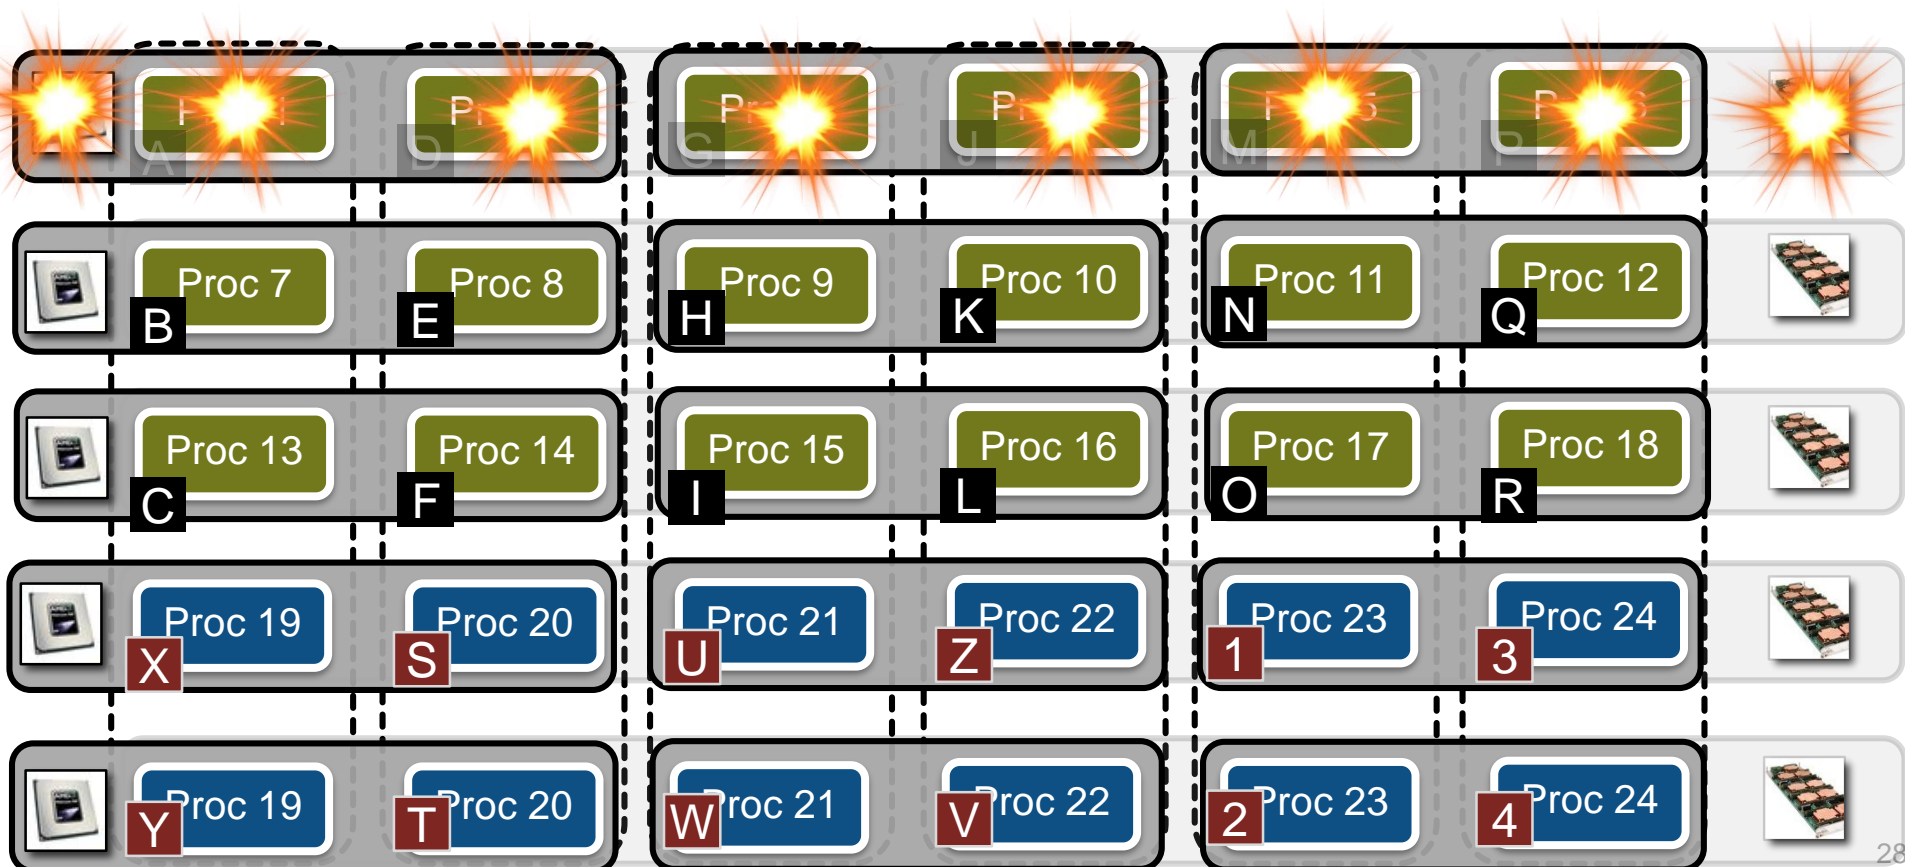 A D G J M P
Proc 7 Proc 8 Proc 9 Proc 10 Proc 11 Proc 12
B E H K N Q
Proc 13 Proc 14 Proc 15 Proc 16 Proc 17 Proc 18
C F I L O R
Proc 19 Proc 20 Proc 21 Proc 22 Proc 23 Proc 24
X S U Z 1 3
Proc 19 Proc 20 Proc 21 Proc 22 Proc 23 Proc 24
Y T W V 2 4
28